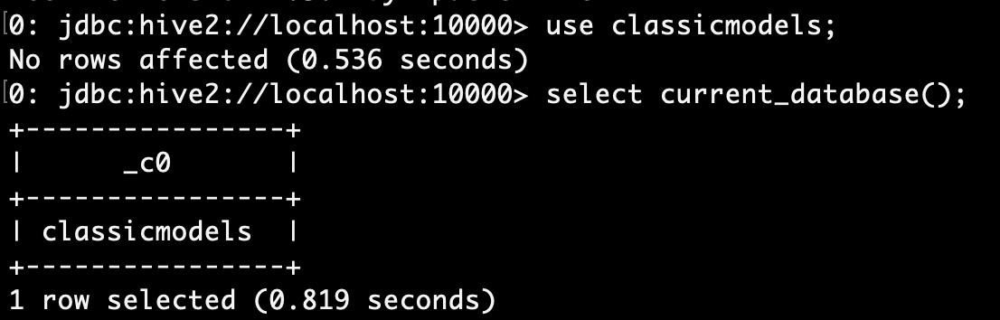 [0: jdbc:hive2://localhost:10000> use classicmodels;
No rows affected (0.536 seconds)
[0: jdbc:hive2://localhost:10000> select current_database();
+----------------+
|      _c0       |
+----------------+
| classicmodels  |
+----------------+
1 row selected (0.819 seconds)